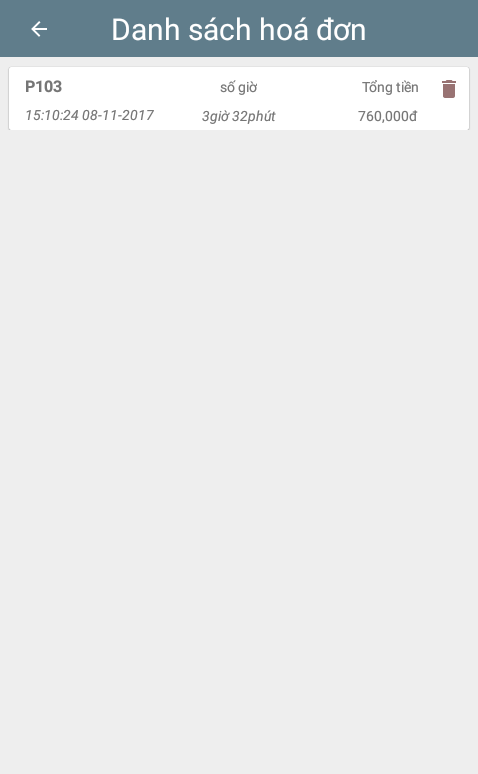 Danh sách hoá đơn
P103 số giờ Tổng tiền
15:10:24 08-11-2017 3giờ 32phút 760,000đ